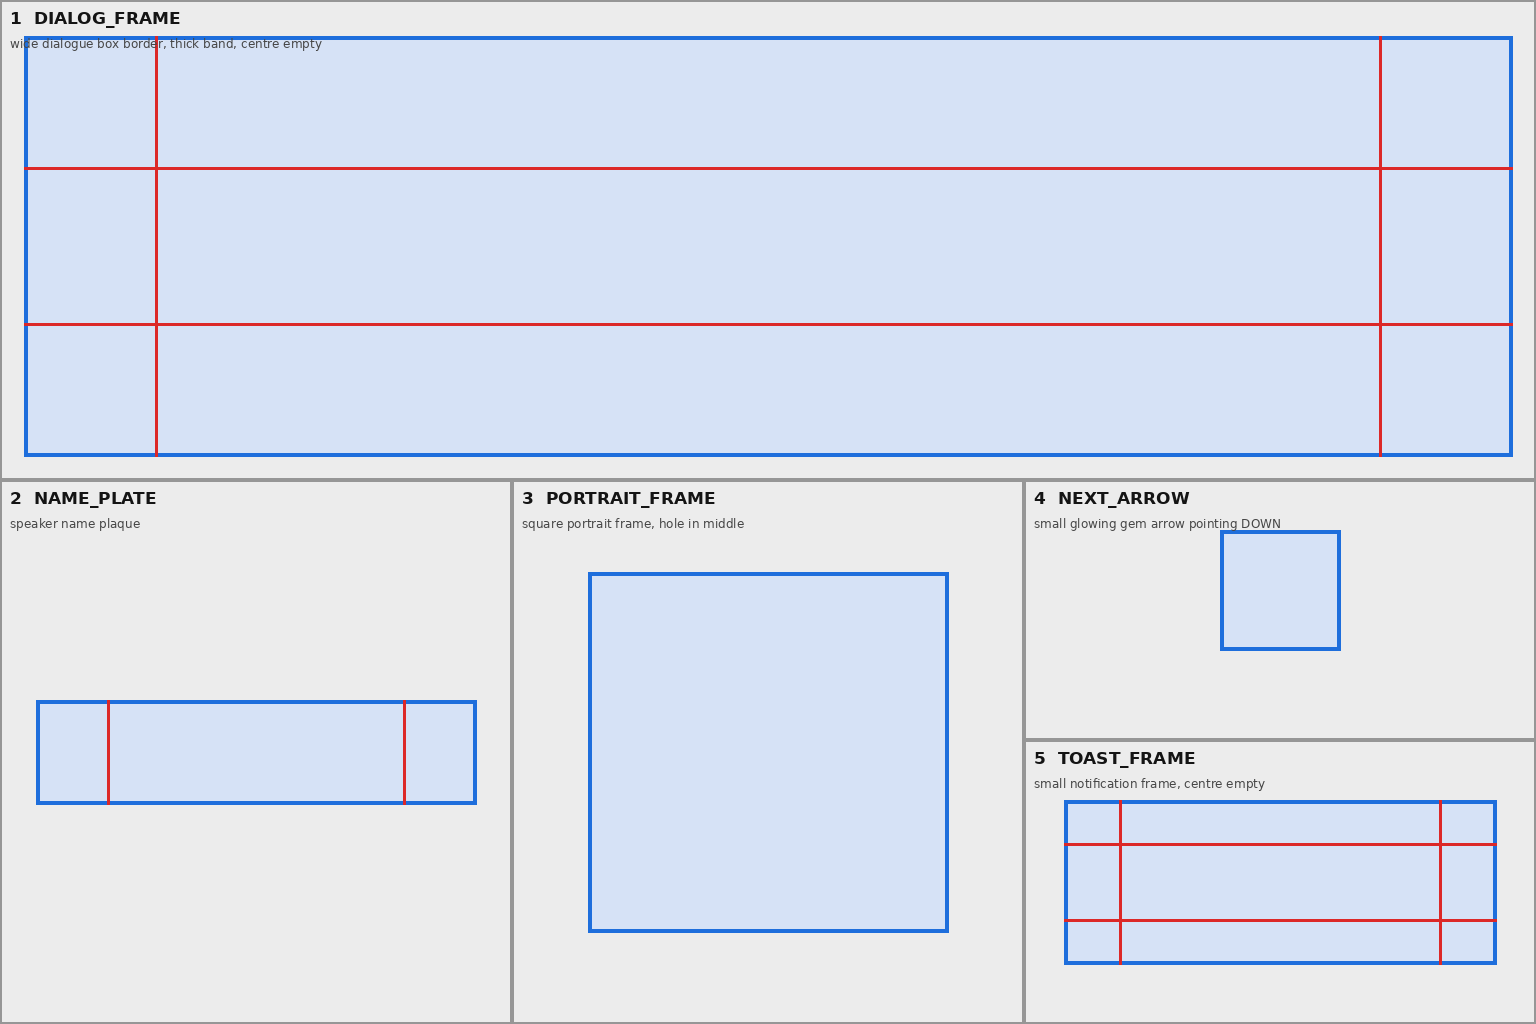 1  DIALOG_FRAME
wide dialogue box border, thick band, centre empty
2  NAME_PLATE
speaker name plaque
3  PORTRAIT_FRAME
square portrait frame, hole in middle
4  NEXT_ARROW
small glowing gem arrow pointing DOWN
5  TOAST_FRAME
small notification frame, centre empty